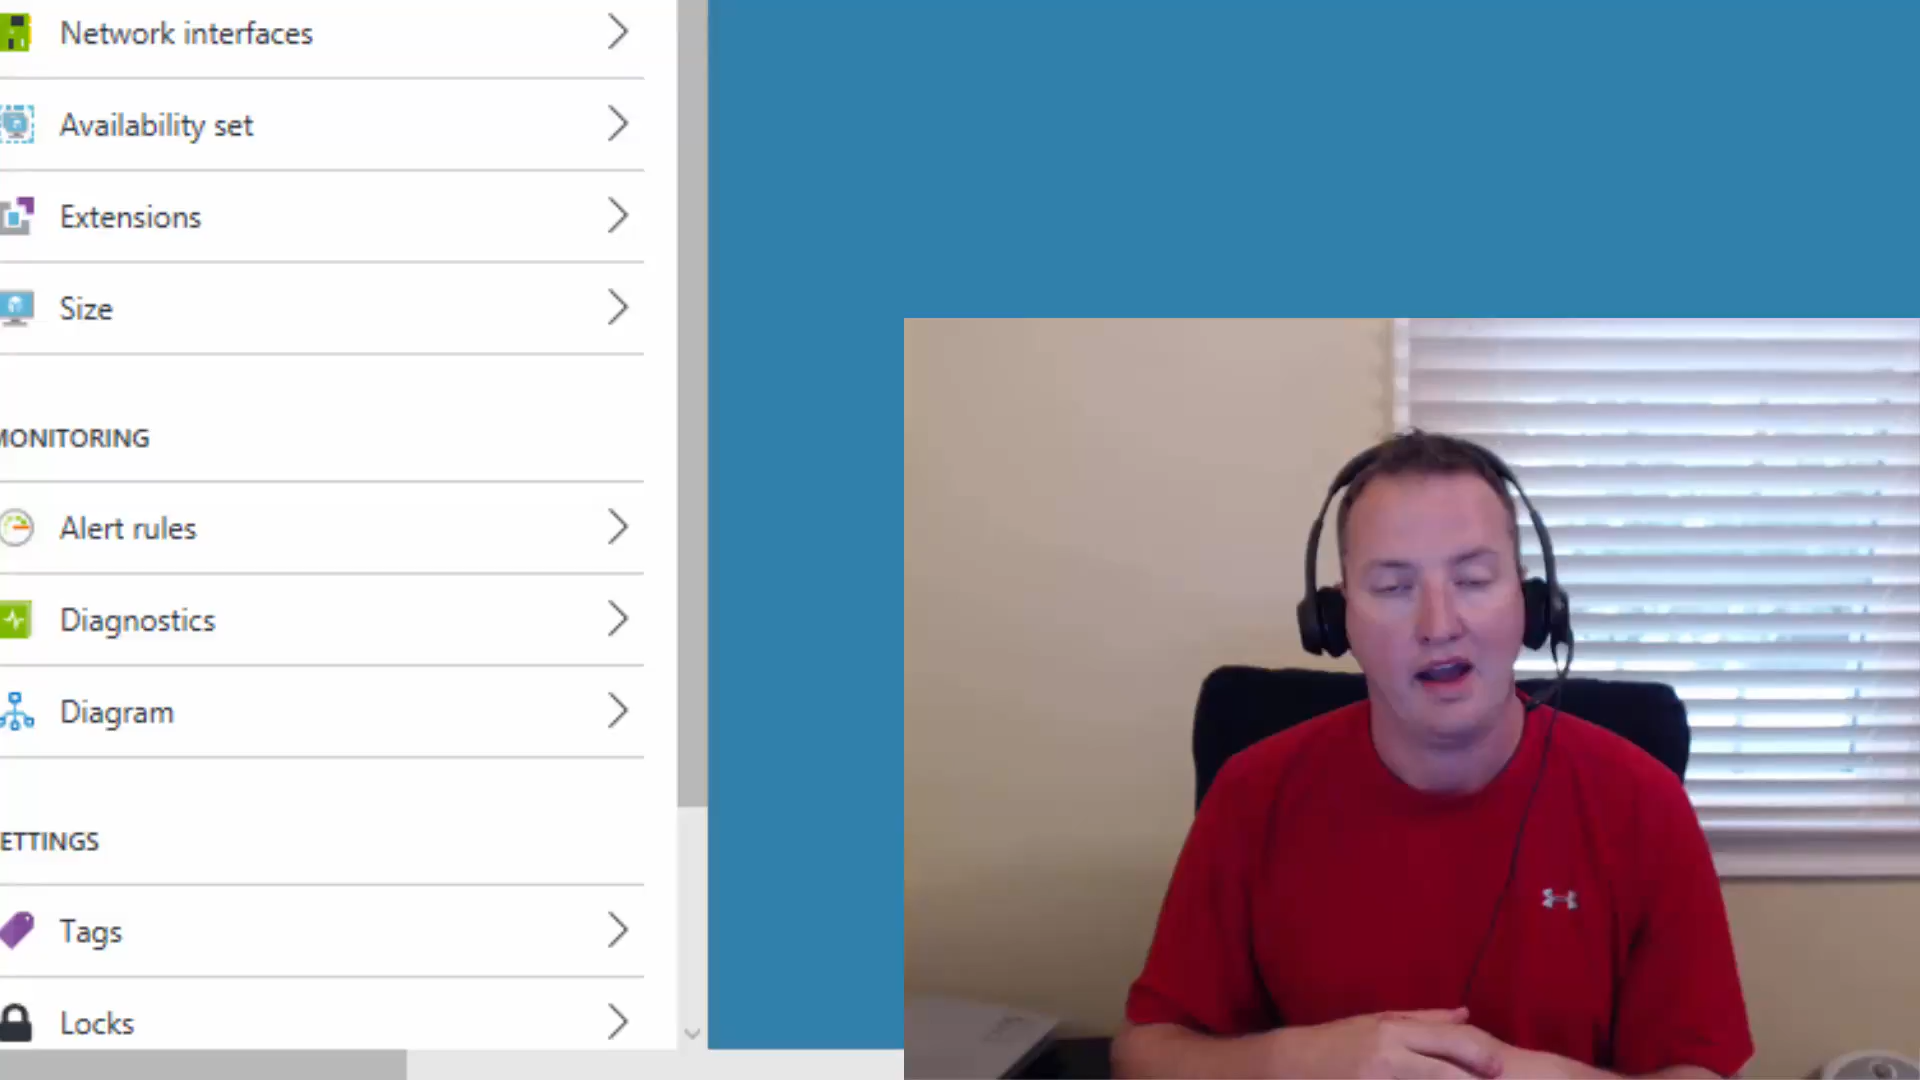 Network interfaces
Availability set
Extensions
Size
MONITORING
Alert rules
Diagnostics
Diagram
ETTINGS
Tags
Locks